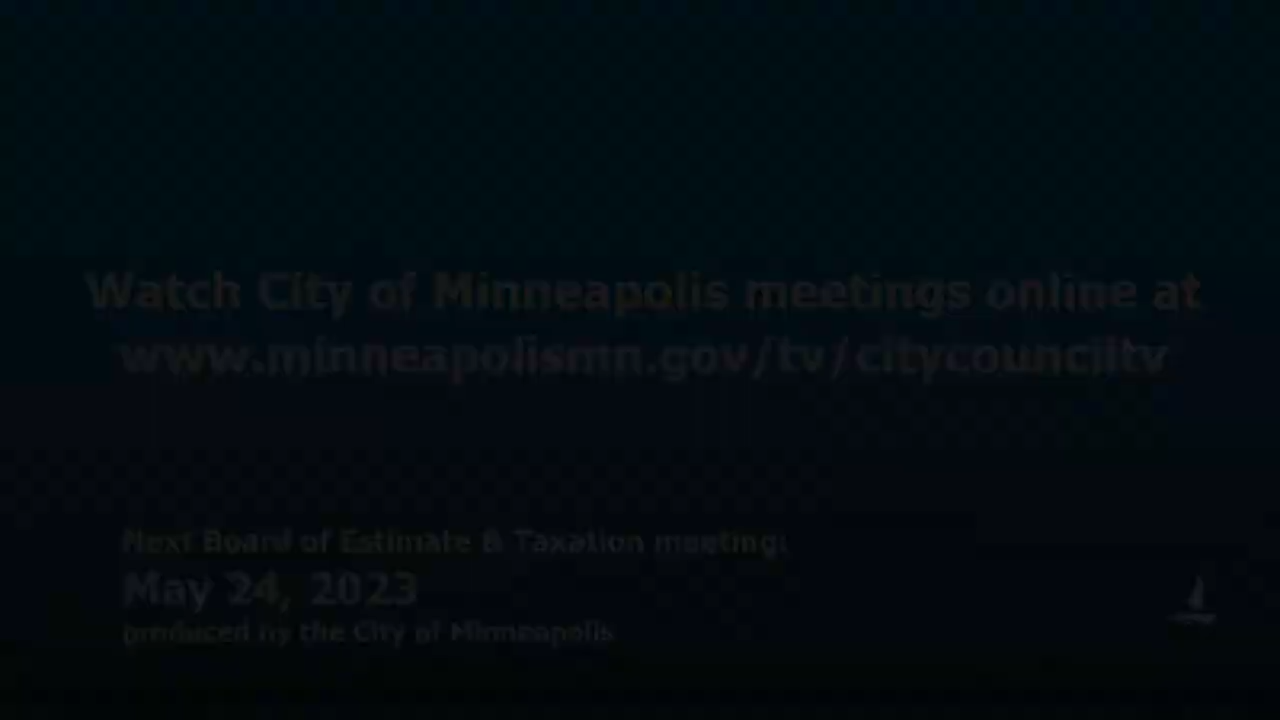 Watch City of Minneapolis meetings online at
www.minneapolismn.gov/tv/citycounciltv
Next Board of Estimate & Taxation meeting:
May 24, 2023
produced by the City of Minneapolis